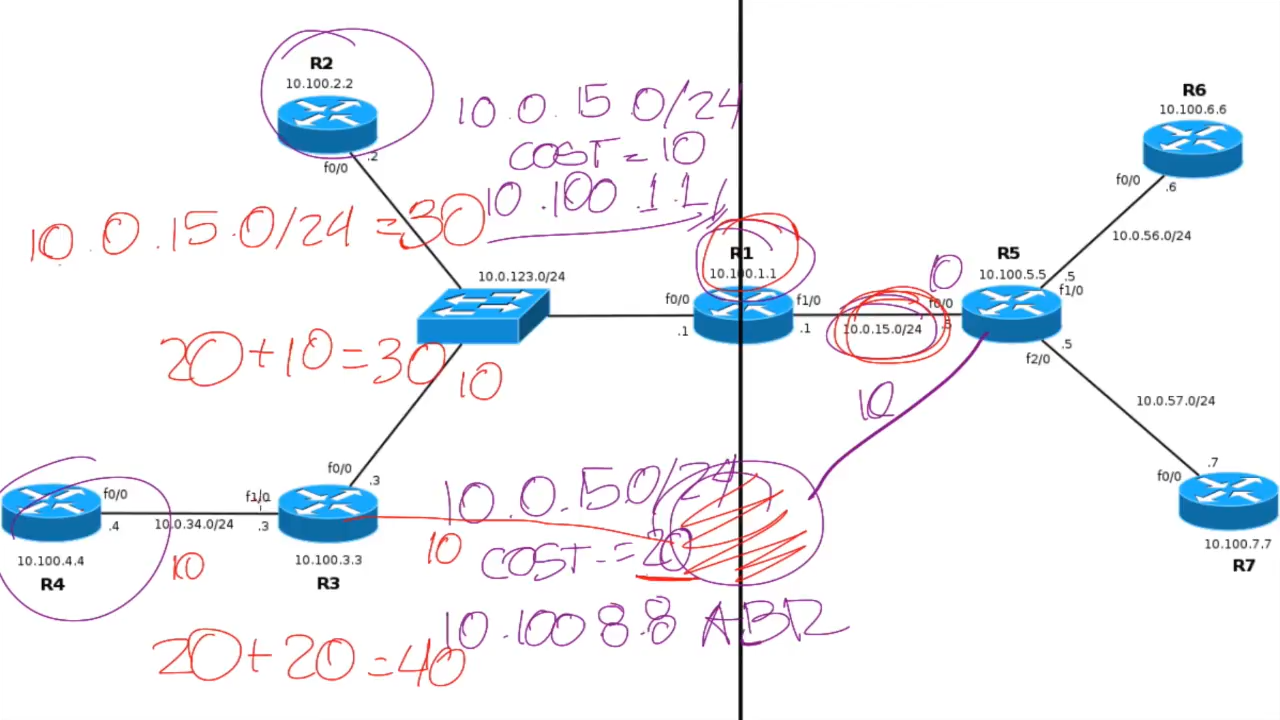 R2
10.100.2.2
.2
f0/0
10.0.15.0/24
COST = 10
10.100.1.1
10.0.15.0/24 = 30
10.0.123.0/24
20+10=30
10
R1
10.100.1.1
f0/0
f1/0
.1
.1
10.0.15.0/24
10
f0/0
.5
R5
10.100.5.5
.5
f1/0
.5
f2/0
R6
10.100.6.6
f0/0
.6
10.0.56.0/24
10.0.57.0/24
10
.7
f0/0
10.100.7.7
R7
f0/0
.3
f0/0
f1/0
.4
10.0.34.0/24
.3
10.100.4.4
R4
10
10.100.3.3
R3
10
10.0.15.0/24
COST = 20
10.100 8.8 ABR
20+20=40